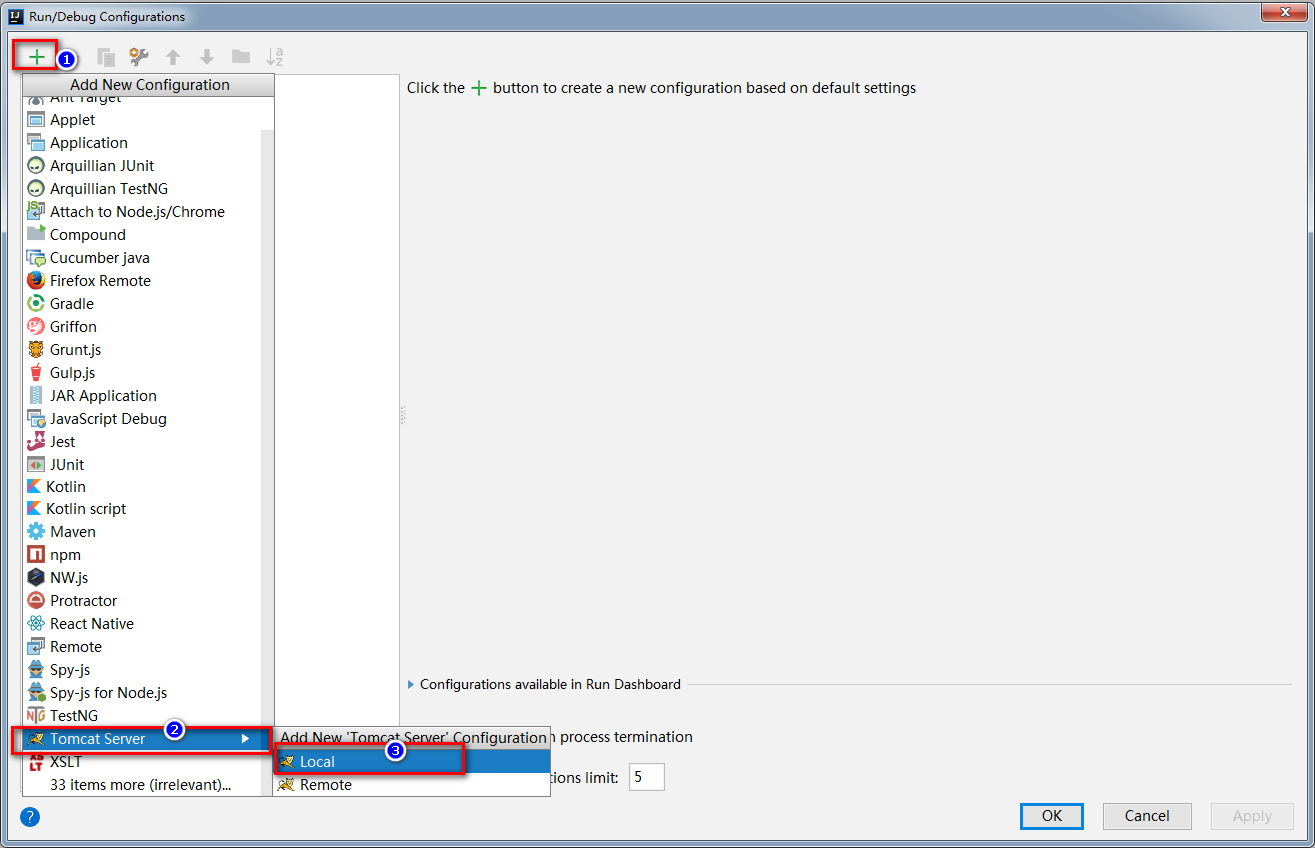 Run/Debug Configurations
1
Add New Configuration
Click the + button to create a new configuration based on default settings
Ant Target
Applet
Application
Arquillian JUnit
Arquillian TestNG
Attach to Node.js/Chrome
Compound
Cucumber java
Firefox Remote
Gradle
Griffon
Grunt.js
Gulp.js
JAR Application
JavaScript Debug
Jest
JUnit
Kotlin
Kotlin script
Maven
npm
NW.js
Protractor
React Native
Remote
Spy-js
Configurations available in Run Dashboard
Spy-js for Node.js
TestNG
2
Tomcat Server
Add New 'Tomcat Server' Configuration
n process termination
3
XSLT
Local
33 items more (irrelevant)...
Remote
tions limit: 5
?
OK
Cancel
Apply